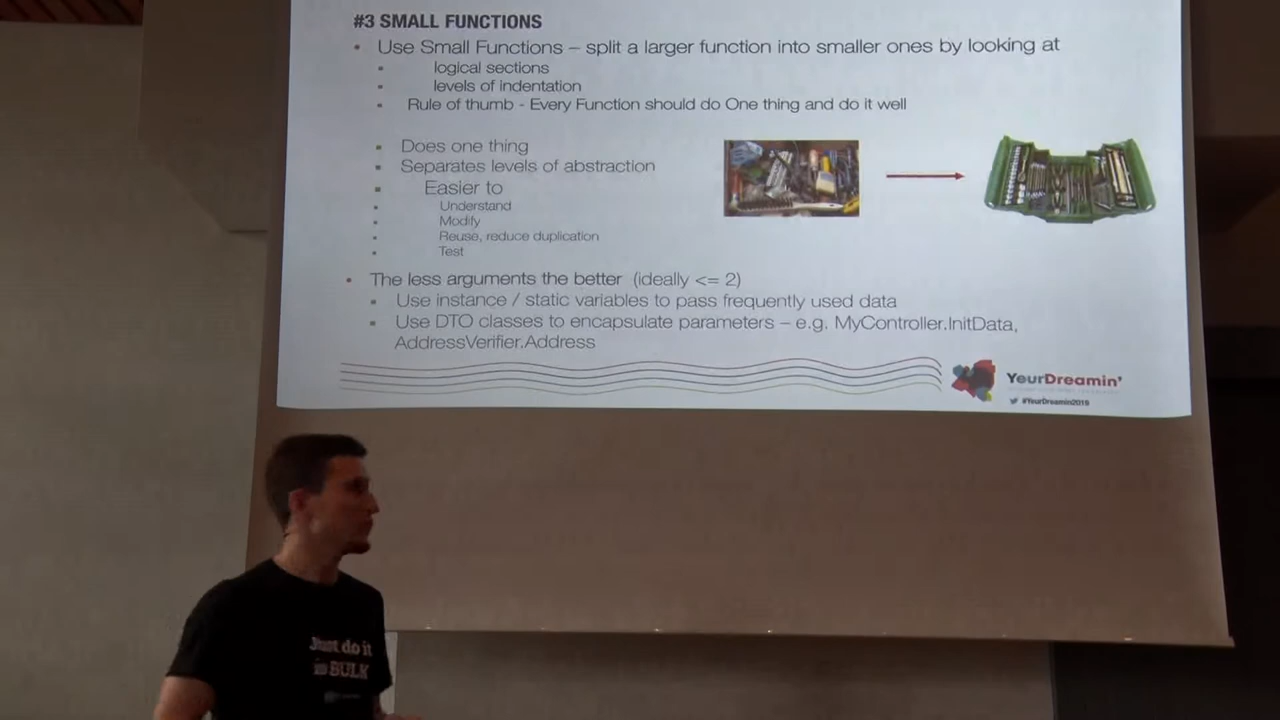 #3 SMALL FUNCTIONS
Use Small Functions – split a larger function into smaller ones by looking at
logical sections
levels of indentation
Rule of thumb - Every Function should do One thing and do it well
Does one thing
Separates levels of abstraction
Easier to
Understand
Modify
Reuse, reduce duplication
Test
The less arguments the better (ideally <= 2)
Use instance / static variables to pass frequently used data
Use DTO classes to encapsulate parameters – e.g. MyController.InitData,
AddressVerifier.Address
YeurDreamin'
#YeurDreamin2019
do it
in BULK